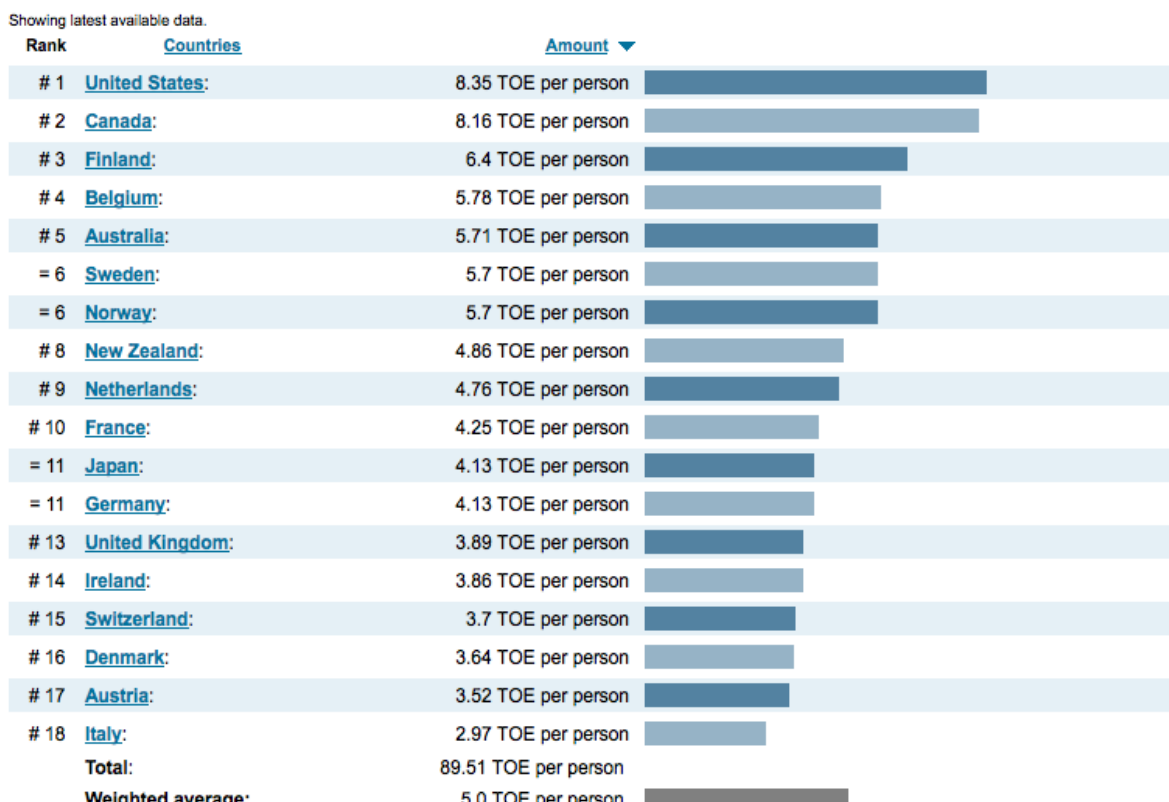 Showing latest available data.
Rank Countries Amount
# 1 United States: 8.35 TOE per person
# 2 Canada: 8.16 TOE per person
# 3 Finland: 6.4 TOE per person
# 4 Belgium: 5.78 TOE per person
# 5 Australia: 5.71 TOE per person
= 6 Sweden: 5.7 TOE per person
= 6 Norway: 5.7 TOE per person
# 8 New Zealand: 4.86 TOE per person
# 9 Netherlands: 4.76 TOE per person
# 10 France: 4.25 TOE per person
= 11 Japan: 4.13 TOE per person
= 11 Germany: 4.13 TOE per person
# 13 United Kingdom: 3.89 TOE per person
# 14 Ireland: 3.86 TOE per person
# 15 Switzerland: 3.7 TOE per person
# 16 Denmark: 3.64 TOE per person
# 17 Austria: 3.52 TOE per person
# 18 Italy: 2.97 TOE per person
Total: 89.51 TOE per person
Weighted average: 5.0 TOE per person